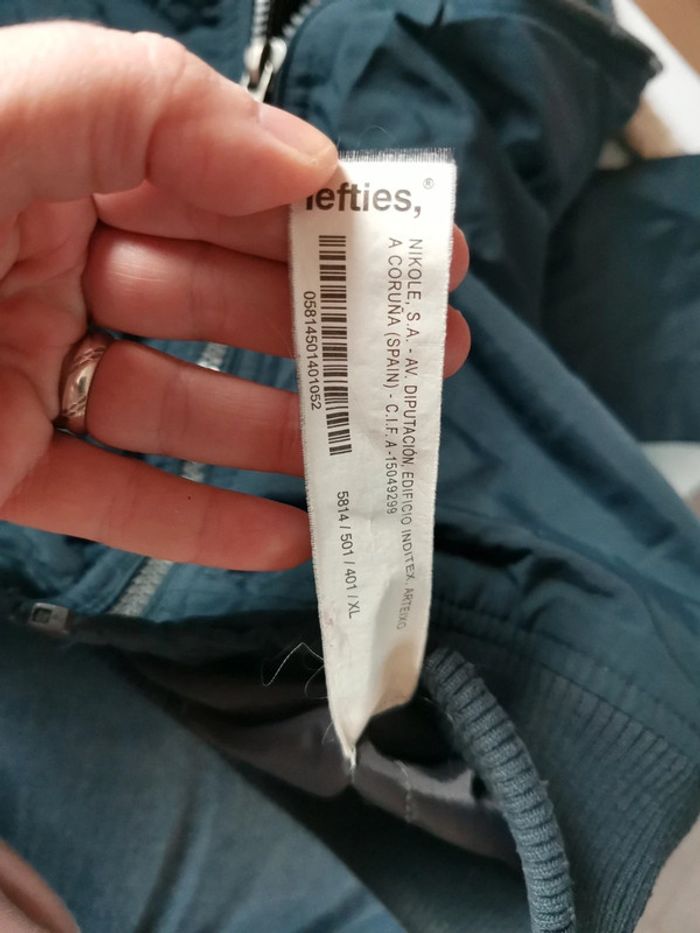 lefties,®
NIKOLE, S.A. - AV. DIPUTACIÓN, EDIFICIO INDITEX, ARTEIXO
A CORUÑA (SPAIN) - C.I.F. A-15049299
05814501401052
5814 / 501 / 401 / XL